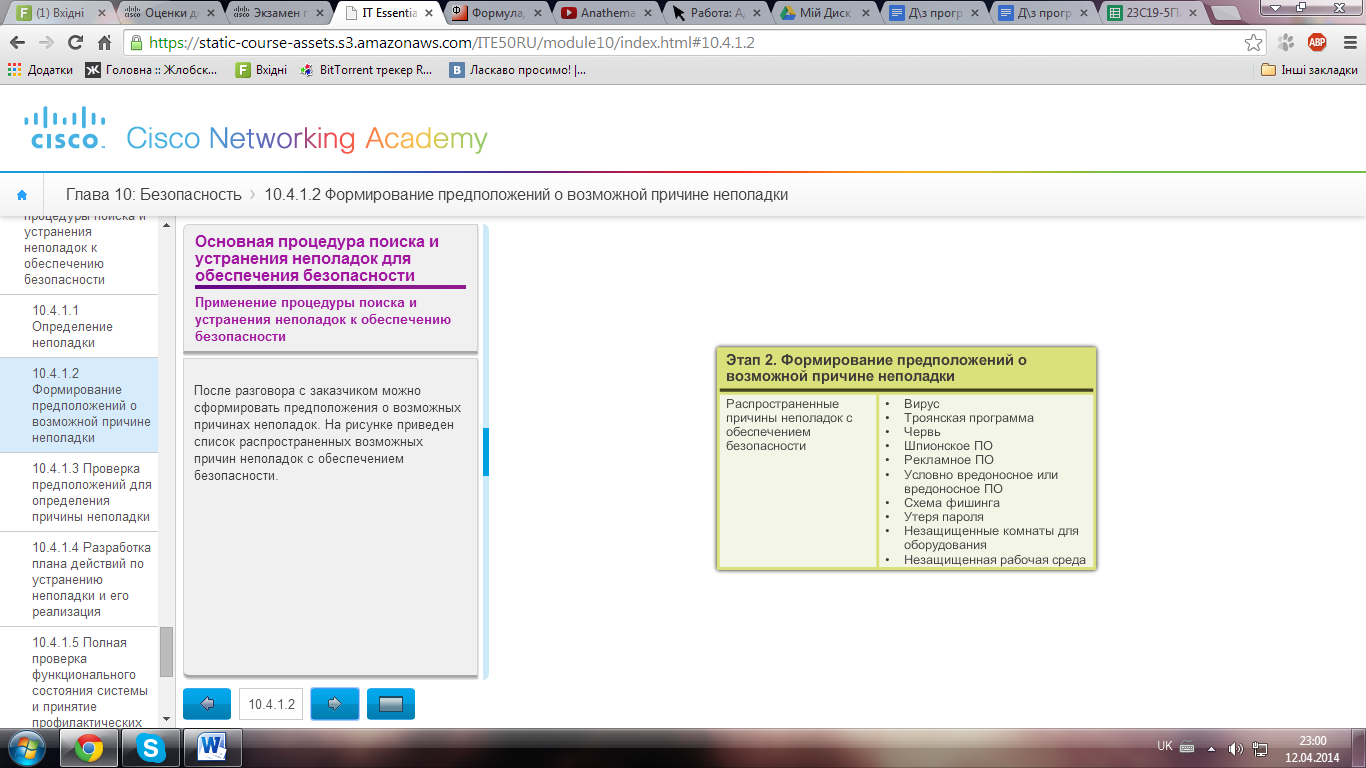 (1) Вхідні
Оценки дл
Экзамен г
IT Essentia
Формула,
Anathema
Работа: А
Мій Диск
Д\з прогр
Д\з прогр
23С19-5П
https://static-course-assets.s3.amazonaws.com/ITE50RU/module10/index.html#10.4.1.2
ABP
Додатки
Головна :: Жлобськ...
Вхідні
BitTorrent трекер R...
Ласкаво просимо! |...
Інші закладки
CISCO
Cisco Networking Academy
Глава 10: Безопасность
10.4.1.2 Формирование предположений о возможной причине неполадки
процедуры поиска и
устранения
неполадок к
обеспечению
безопасности
10.4.1.1
Определение
неполадки
10.4.1.2
Формирование
предположений о
возможной причине
неполадки
10.4.1.3 Проверка
предположений для
определения
причины неполадки
10.4.1.4 Разработка
плана действий по
устранению
неполадки и его
реализация
10.4.1.5 Полная
проверка
функционального
состояния системы
и принятие
профилактических
Основная процедура поиска и
устранения неполадок для
обеспечения безопасности
Применение процедуры поиска и
устранения неполадок к обеспечению
безопасности
После разговора с заказчиком можно
сформировать предположения о возможных
причинах неполадок. На рисунке приведен
список распространенных возможных
причин неполадок с обеспечением
безопасности.
10.4.1.2
Этап 2. Формирование предположений о
возможной причине неполадки
Распространенные
причины неполадок с
обеспечением
безопасности
• Вирус
• Троянская программа
• Червь
• Шпионское ПО
• Рекламное ПО
• Условно вредоносное или
вредоносное ПО
• Схема фишинга
• Утеря пароля
• Незащищенные комнаты для
оборудования
• Незащищенная рабочая среда
UK
23:00
12.04.2014